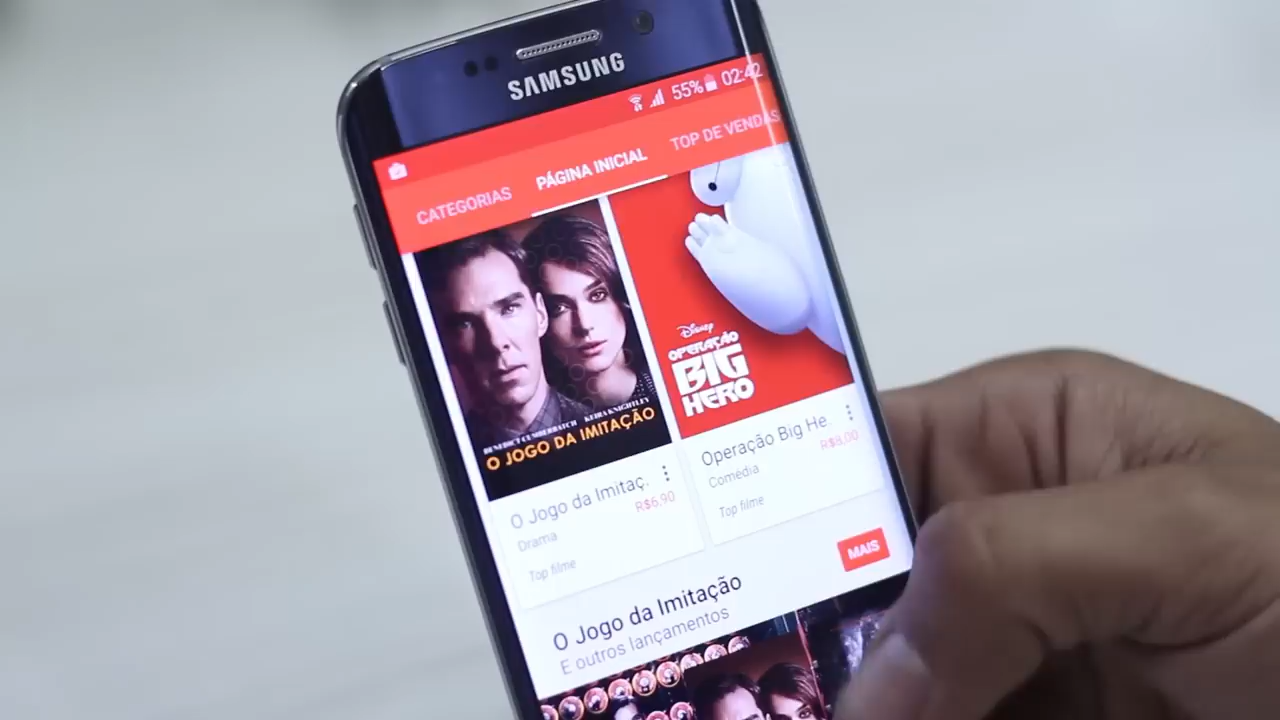 SAMSUNG
55% 02:42
CATEGORIAS
PÁGINA INICIAL
TOP DE VENDAS
BENEDICT CUMBERBATCH KEIRA KNIGHTLEY
O JOGO DA IMITAÇÃO
Disney
OPERAÇÃO
BIG
HERO
O Jogo da Imitaç.
R$6,90
Drama
Top filme
Operação Big He.
R$8,00
Comédia
Top filme
O Jogo da Imitação
E outros lançamentos
MAIS